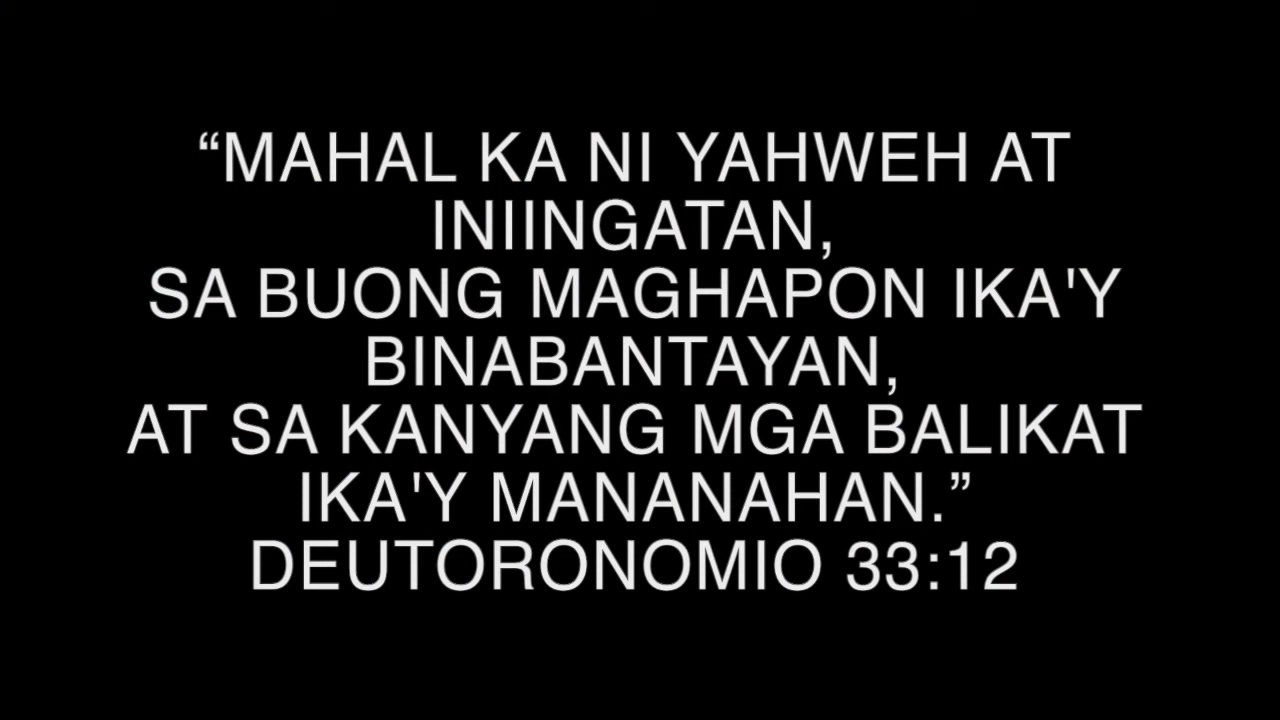 “MAHAL KA NI YAHWEH AT
INIINGATAN,
SA BUONG MAGHAPON IKA'Y
BINABANTAYAN,
AT SA KANYANG MGA BALIKAT
IKA'Y MANANAHAN.”
DEUTORONOMIO 33:12